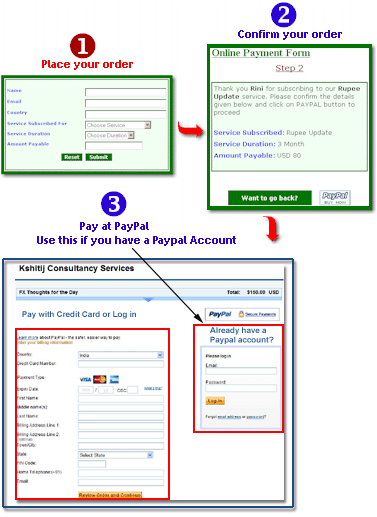 1
Place your order
Name
Email
Country
Service Subscribed For
Choose Service
Service Duration
Choose Duration
Amount Payable
Reset Submit
2
Confirm your order
Online Payment Form
Step 2
Thank you Rini for subscribing to our Rupee
Update service. Please confirm the details
given below and click on PAYPAL button to
proceed
Service Subscribed: Rupee Update
Service Duration: 3 Month
Amount Payable: USD 80
Want to go back?
PayPal
BUY NOW
3
Pay at PayPal
Use this if you have a Paypal Account
Kshitij Consultancy Services
FX Thoughts for the Day
Total: $150.00 USD
Pay with Credit Card or Log in
PayPal Secure Payments
Learn more about PayPal - the safer, easier way to pay.
Enter your billing information
Country:
India
Credit Card Number:
Payment Type:
VISA
Expiry Date:
CSC:
First Name:
Middle name(s):
Last Name:
Billing Address Line 1:
Billing Address Line 2:
(optional)
Town/City:
State:
Select State
PIN Code:
Home Telephone:
Email:
Review Order and Continue
Already have a
Paypal account?
Please login
Email:
Password:
Log In
Forgot email address or password?